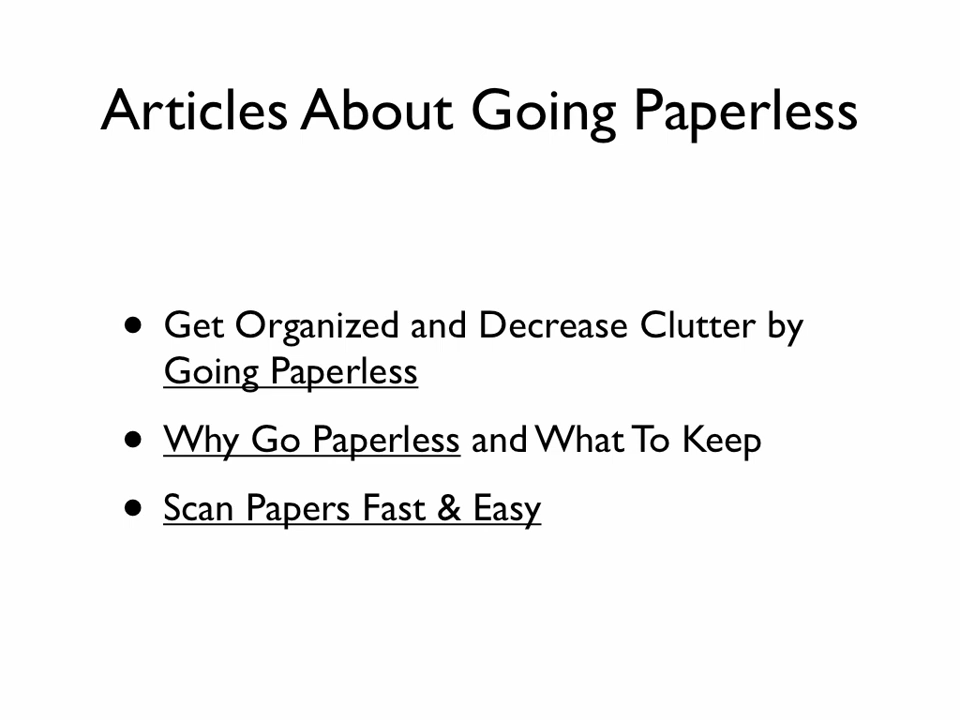 Articles About Going Paperless
• Get Organized and Decrease Clutter by
Going Paperless
• Why Go Paperless and What To Keep
• Scan Papers Fast & Easy